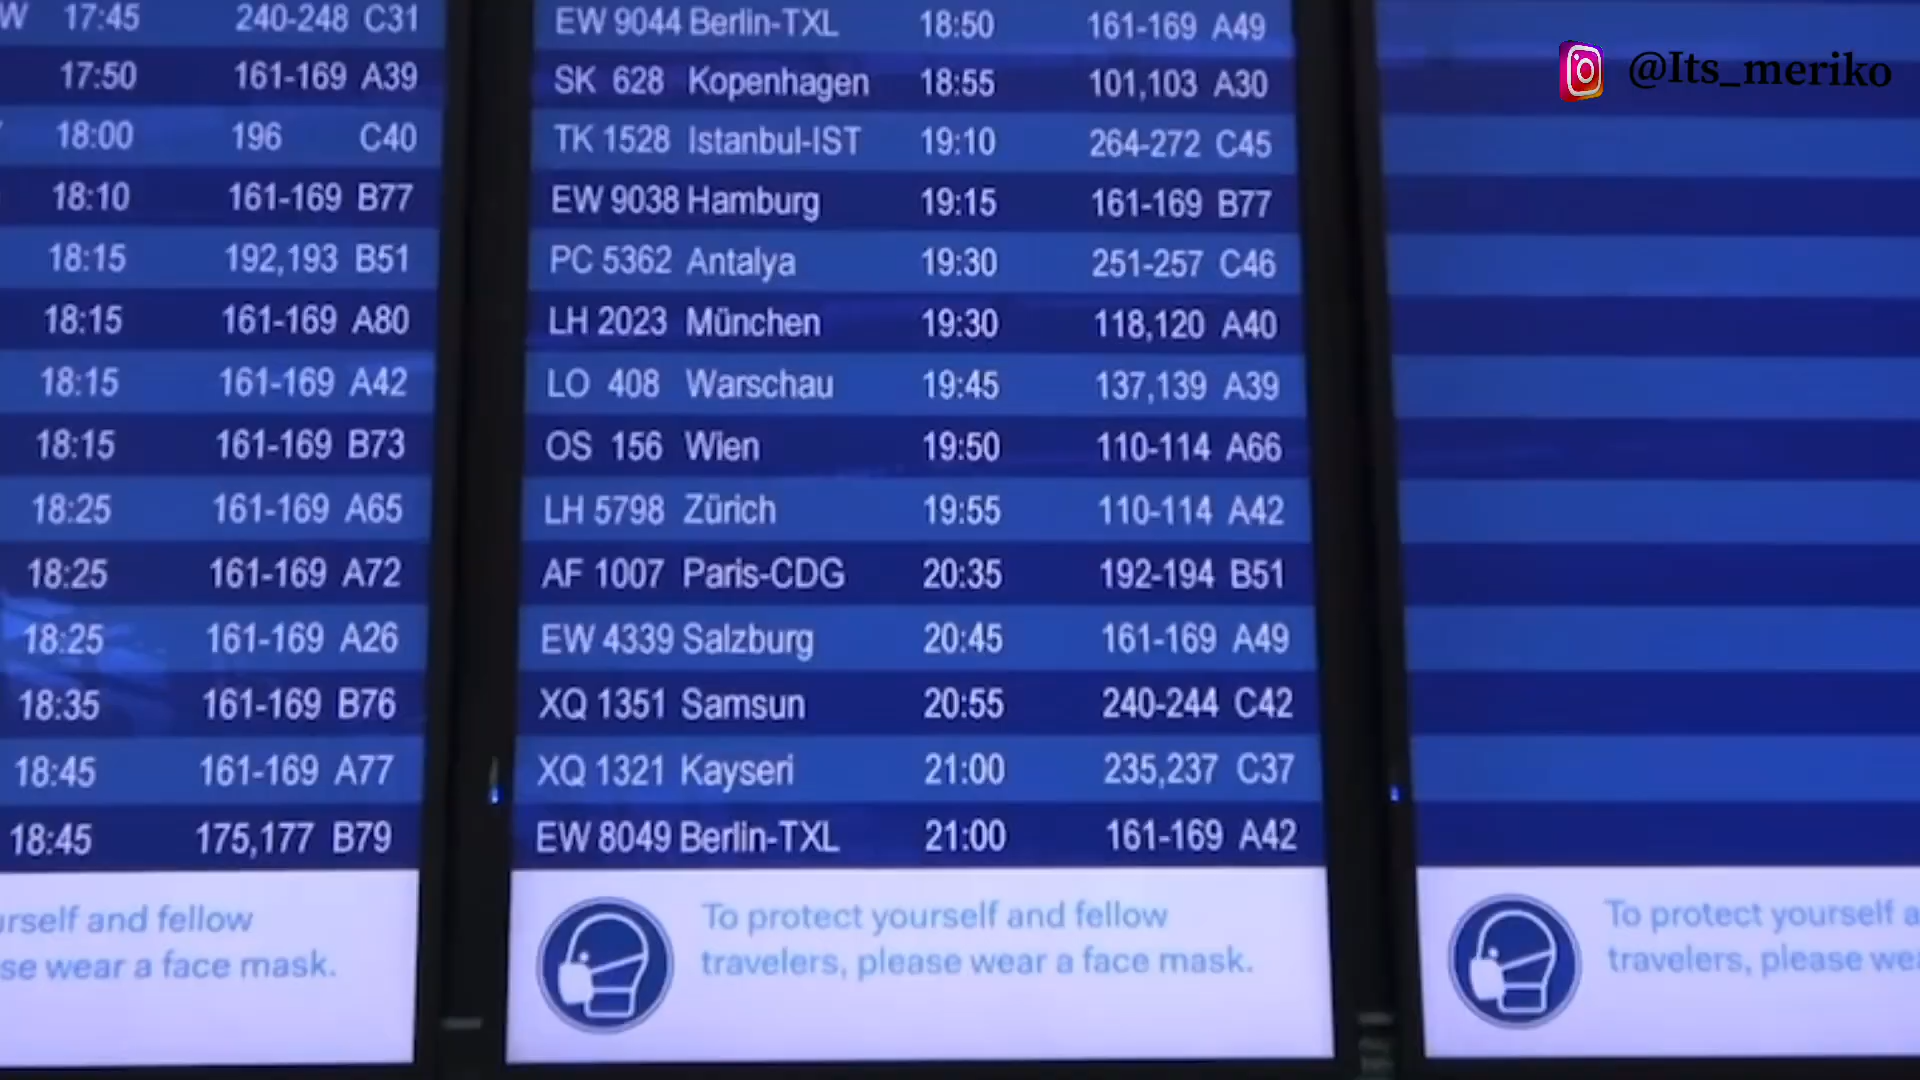 @Its_meriko
W 17:45 240-248 C31
17:50 161-169 A39
18:00 196 C40
18:10 161-169 B77
18:15 192,193 B51
18:15 161-169 A80
18:15 161-169 A42
18:15 161-169 B73
18:25 161-169 A65
18:25 161-169 A72
18:25 161-169 A26
18:35 161-169 B76
18:45 161-169 A77
18:45 175,177 B79
urself and fellow
se wear a face mask.
EW 9044 Berlin-TXL 18:50 161-169 A49
SK 628 Kopenhagen 18:55 101,103 A30
TK 1528 Istanbul-IST 19:10 264-272 C45
EW 9038 Hamburg 19:15 161-169 B77
PC 5362 Antalya 19:30 251-257 C46
LH 2023 München 19:30 118,120 A40
LO 408 Warschau 19:45 137,139 A39
OS 156 Wien 19:50 110-114 A66
LH 5798 Zürich 19:55 110-114 A42
AF 1007 Paris-CDG 20:35 192-194 B51
EW 4339 Salzburg 20:45 161-169 A49
XQ 1351 Samsun 20:55 240-244 C42
XQ 1321 Kayseri 21:00 235,237 C37
EW 8049 Berlin-TXL 21:00 161-169 A42
To protect yourself and fellow
travelers, please wear a face mask.
To protect yourself a
travelers, please wea